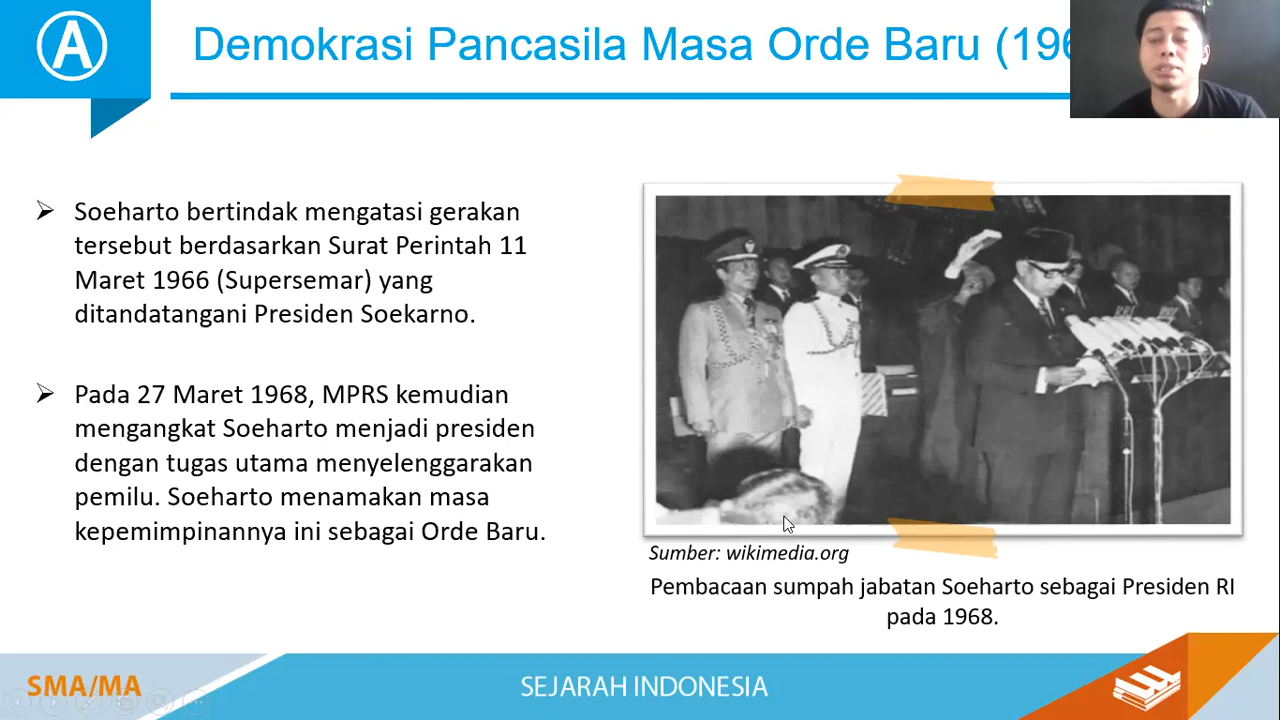 A
Demokrasi Pancasila Masa Orde Baru (196
Soeharto bertindak mengatasi gerakan
tersebut berdasarkan Surat Perintah 11
Maret 1966 (Supersemar) yang
ditandatangani Presiden Soekarno.
Pada 27 Maret 1968, MPRS kemudian
mengangkat Soeharto menjadi presiden
dengan tugas utama menyelenggarakan
pemilu. Soeharto menamakan masa
kepemimpinannya ini sebagai Orde Baru.
Sumber: wikimedia.org
Pembacaan sumpah jabatan Soeharto sebagai Presiden RI
pada 1968.
SMA/MA
SEJARAH INDONESIA